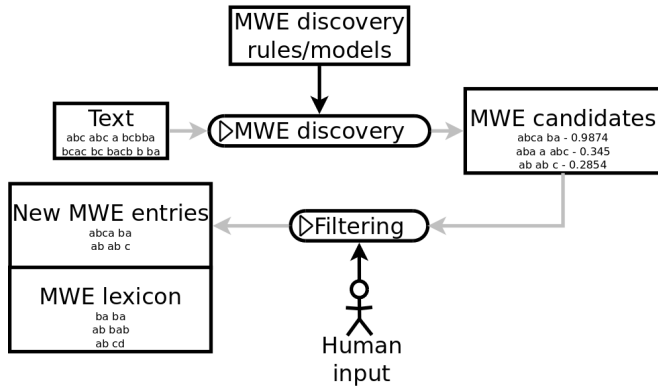 MWE discovery
rules/models
Text
abc abc a bcbba
bcac bc bacb b ba
MWE discovery
MWE candidates
abca ba - 0.9874
aba a abc - 0.345
ab ab c - 0.2854
New MWE entries
abca ba
ab ab c
Filtering
MWE lexicon
ba ba
ab bab
ab cd
Human
input